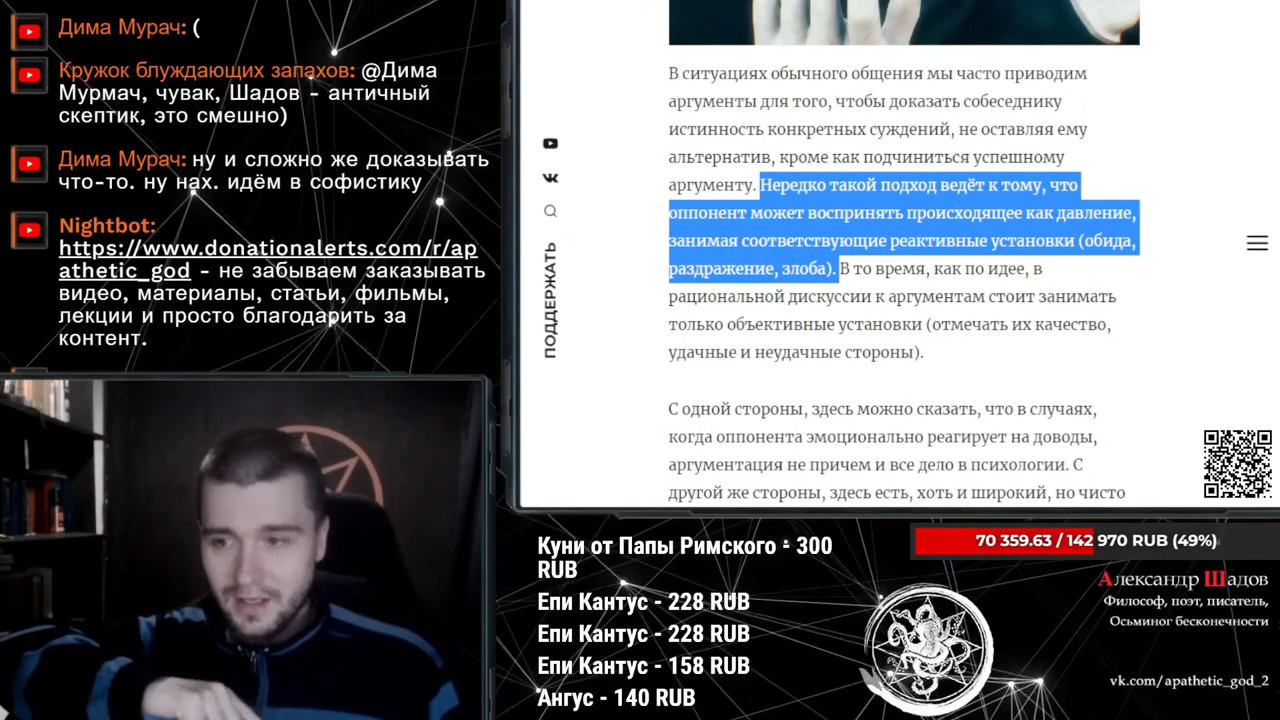 Дима Мурач: (
Кружок блуждающих запахов: @Дима
Мурмач, чувак, Шадов - античный
скептик, это смешно)
Дима Мурач: ну и сложно же доказывать
что-то. ну нах. идём в софистику
Nightbot:
https://www.donationalerts.com/r/ap
athetic_god - не забываем заказывать
видео, материалы, статьи, фильмы,
лекции и просто благодарить за
контент.
ПОДДЕРЖАТЬ
В ситуациях обычного общения мы часто приводим
аргументы для того, чтобы доказать собеседнику
истинность конкретных суждений, не оставляя ему
альтернатив, кроме как подчиниться успешному
аргументу. Нередко такой подход ведёт к тому, что
оппонент может воспринять происходящее как давление,
занимая соответствующие реактивные установки (обида,
раздражение, злоба). В то время, как по идее, в
рациональной дискуссии к аргументам стоит занимать
только объективные установки (отмечать их качество,
удачные и неудачные стороны).
С одной стороны, здесь можно сказать, что в случаях,
когда оппонента эмоционально реагирует на доводы,
аргументация не причем и все дело в психологии. С
другой же стороны, здесь есть, хоть и широкий, но чисто
Куни от Папы Римского - 300
RUB
Епи Кантус - 228 RUB
Епи Кантус - 228 RUB
Епи Кантус - 158 RUB
Ангус - 140 RUB
70 359.63 / 142 970 RUB (49%)
Александр Шадов
Философ, поэт, писатель,
Осьминог бесконечности
vk.com/apathetic_god_2